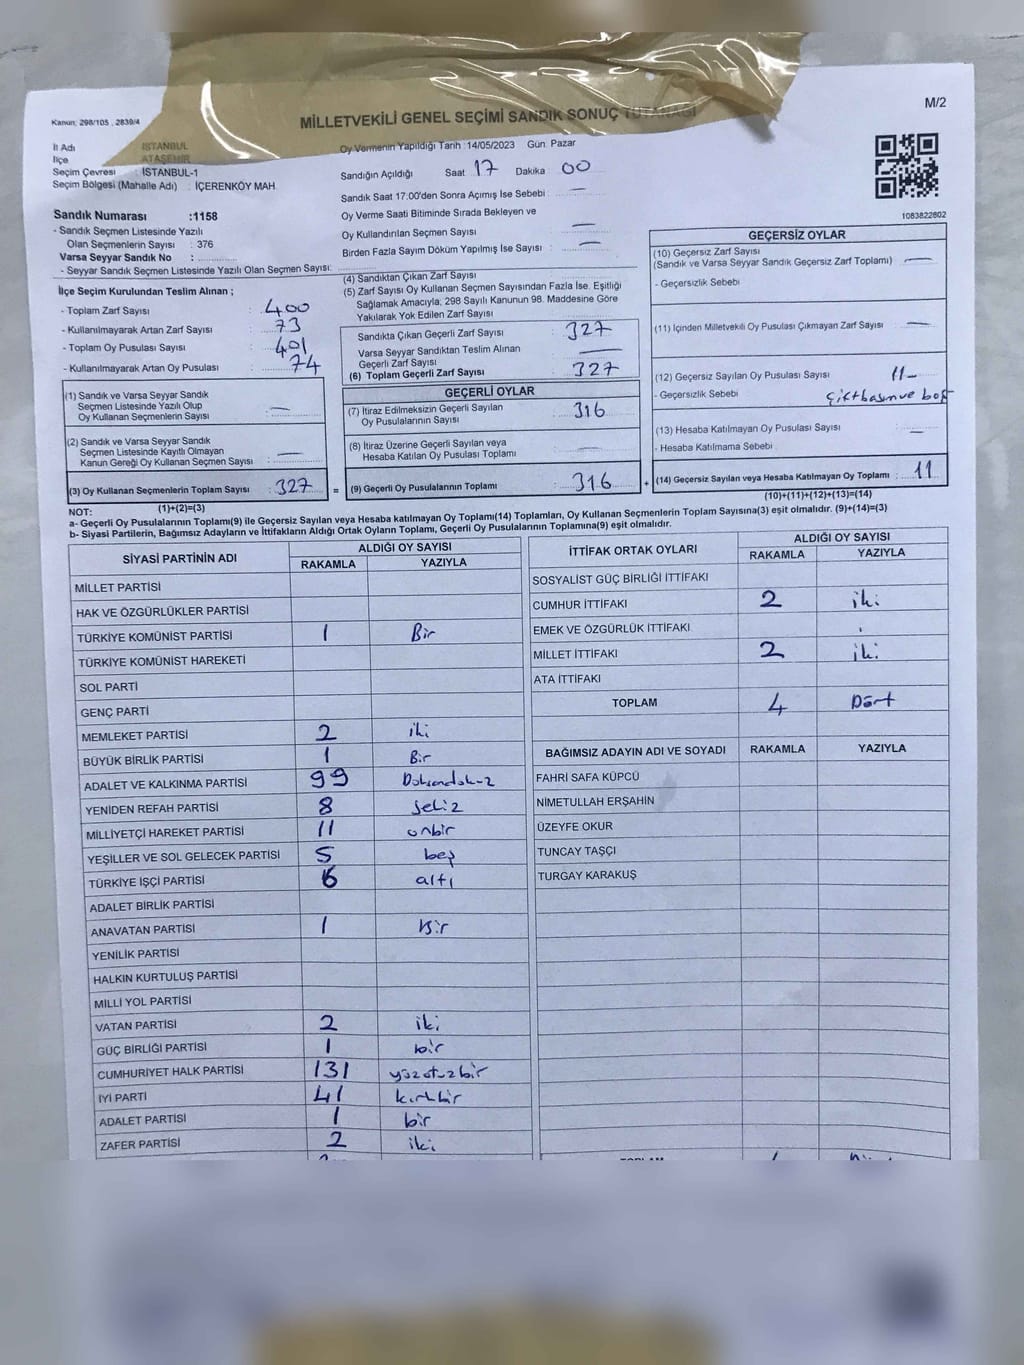 M/2
Kanun; 298/105 , 2839/4
MİLLETVEKİLİ GENEL SEÇİMİ SANDIK SONUÇ TUTANAĞI
İl Adı : İSTANBUL
İlçe : ATAŞEHİR
Seçim Çevresi : İSTANBUL-1
Seçim Bölgesi (Mahalle Adı) : İÇERENKÖY MAH.
Sandık Numarası :1158
- Sandık Seçmen Listesinde Yazılı
Olan Seçmenlerin Sayısı : 376
Varsa Seyyar Sandık No :
- Seyyar Sandık Seçmen Listesinde Yazılı Olan Seçmen Sayısı:
Oy Vermenin Yapıldığı Tarih :14/05/2023 Gün: Pazar
Sandığın Açıldığı Saat 17 Dakika 00
Sandık Saat 17:00'den Sonra Açımış İse Sebebi : —
Oy Verme Saati Bitiminde Sırada Bekleyen ve
Oy Kullandırılan Seçmen Sayısı : —
Birden Fazla Sayım Döküm Yapılmış İse Sayısı : —
1083822802
İlçe Seçim Kurulundan Teslim Alınan ;
- Toplam Zarf Sayısı : 400
- Kullanılmayarak Artan Zarf Sayısı : 73
- Toplam Oy Pusulası Sayısı : 401
- Kullanılmayarak Artan Oy Pusulası : 74
(4) Sandıktan Çıkan Zarf Sayısı :
(5) Zarf Sayısı Oy Kullanan Seçmen Sayısından Fazla İse. Eşitliği
Sağlamak Amacıyla; 298 Sayılı Kanunun 98. Maddesine Göre
Yakılarak Yok Edilen Zarf Sayısı :
Sandıkta Çıkan Geçerli Zarf Sayısı : 327
Varsa Seyyar Sandıktan Teslim Alınan
Geçerli Zarf Sayısı : —
(6) Toplam Geçerli Zarf Sayısı : 327
GEÇERSİZ OYLAR
(10) Geçersiz Zarf Sayısı
(Sandık ve Varsa Seyyar Sandık Geçersiz Zarf Toplamı) : —
- Geçersizlik Sebebi :
(11) İçinden Milletvekili Oy Pusulası Çıkmayan Zarf Sayısı : —
(12) Geçersiz Sayılan Oy Pusulası Sayısı : 11-
- Geçersizlik Sebebi : boş
(13) Hesaba Katılmayan Oy Pusulası Sayısı : —
- Hesaba Katılmama Sebebi :
(14) Geçersiz Sayılan veya Hesaba Katılmayan Oy Toplamı : 11
(10)+(11)+(12)+(13)=(14)
(1) Sandık ve Varsa Seyyar Sandık
Seçmen Listesinde Yazılı Olup
Oy Kullanan Seçmenlerin Sayısı : —
(2) Sandık ve Varsa Seyyar Sandık
Seçmen Listesinde Kayıtlı Olmayan
Kanun Gereği Oy Kullanan Seçmen Sayısı : —
(3) Oy Kullanan Seçmenlerin Toplam Sayısı : 327 =
(1)+(2)=(3)
GEÇERLİ OYLAR
(7) İtiraz Edilmeksizin Geçerli Sayılan
Oy Pusulalarının Sayısı : 316
(8) İtiraz Üzerine Geçerli Sayılan veya
Hesaba Katılan Oy Pusulası Toplamı : —
(9) Geçerli Oy Pusulalarının Toplamı : 316 +
NOT:
a- Geçerli Oy Pusulalarının Toplamı(9) ile Geçersiz Sayılan veya Hesaba katılmayan Oy Toplamı(14) Toplamları, Oy Kullanan Seçmenlerin Toplam Sayısına(3) eşit olmalıdır. (9)+(14)=(3)
b- Siyasi Partilerin, Bağımsız Adayların ve İttifakların Aldığı Ortak Oyların Toplamı, Geçerli Oy Pusulalarının Toplamına(9) eşit olmalıdır.
SİYASİ PARTİNİN ADI ALDIĞI OY SAYISI
RAKAMLA YAZIYLA
MİLLET PARTİSİ
HAK VE ÖZGÜRLÜKLER PARTİSİ
TÜRKİYE KOMÜNİST PARTİSİ 1 Bir
TÜRKİYE KOMÜNİST HAREKETİ
SOL PARTİ
GENÇ PARTİ
MEMLEKET PARTİSİ 2 iki
BÜYÜK BİRLİK PARTİSİ 1 Bir
ADALET VE KALKINMA PARTİSİ 99
YENİDEN REFAH PARTİSİ 8 sekiz
MİLLİYETÇİ HAREKET PARTİSİ 11 onbir
YEŞİLLER VE SOL GELECEK PARTİSİ 5 beş
TÜRKİYE İŞÇİ PARTİSİ 6 altı
ADALET BİRLİK PARTİSİ
ANAVATAN PARTİSİ 1 Bir
YENİLİK PARTİSİ
HALKIN KURTULUŞ PARTİSİ
MİLLİ YOL PARTİSİ
VATAN PARTİSİ 2 iki
GÜÇ BİRLİĞİ PARTİSİ 1 bir
CUMHURİYET HALK PARTİSİ 131 yüzotuzbir
İYİ PARTİ 41 kırkbir
ADALET PARTİSİ 1 bir
ZAFER PARTİSİ 2 iki
İTTİFAK ORTAK OYLARI ALDIĞI OY SAYISI
RAKAMLA YAZIYLA
SOSYALİST GÜÇ BİRLİĞİ İTTİFAKI
CUMHUR İTTİFAKI 2 iki
EMEK VE ÖZGÜRLÜK İTTİFAKI
MİLLET İTTİFAKI 2 iki
ATA İTTİFAKI
TOPLAM 4 Dört
BAĞIMSIZ ADAYIN ADI VE SOYADI RAKAMLA YAZIYLA
FAHRİ SAFA KÜPCÜ
NİMETULLAH ERŞAHİN
ÜZEYFE OKUR
TUNCAY TAŞÇI
TURGAY KARAKUŞ